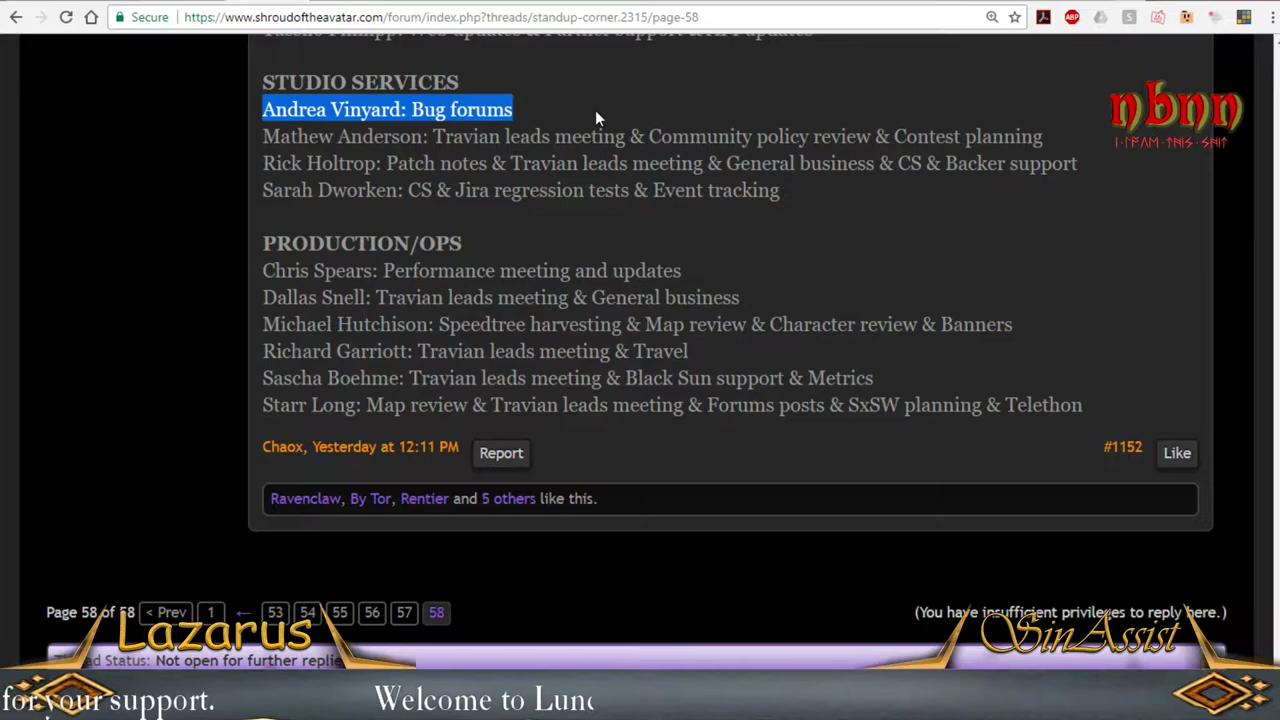 Secure https://www.shroudoftheavatar.com/forum/index.php?threads/standup-corner.2315/page-58
ABP
STUDIO SERVICES
nbnn
Andrea Vinyard: Bug forums
Mathew Anderson: Travian leads meeting & Community policy review & Contest planning
Rick Holtrop: Patch notes & Travian leads meeting & General business & CS & Backer support
Sarah Dworken: CS & Jira regression tests & Event tracking
PRODUCTION/OPS
Chris Spears: Performance meeting and updates
Dallas Snell: Travian leads meeting & General business
Michael Hutchison: Speedtree harvesting & Map review & Character review & Banners
Richard Garriott: Travian leads meeting & Travel
Sascha Boehme: Travian leads meeting & Black Sun support & Metrics
Starr Long: Map review & Travian leads meeting & Forums posts & SxSW planning & Telethon
Chaox, Yesterday at 12:11 PM Report #1152 Like
Ravenclaw, By Tor, Rentier and 5 others like this.
Page 58 of 58 < Prev 1 ← 53 54 55 56 57 58 (You have insufficient privileges to reply here.)
Lazarus SinAssist
Status: Not open for further replie
for your support. Welcome to Lunc